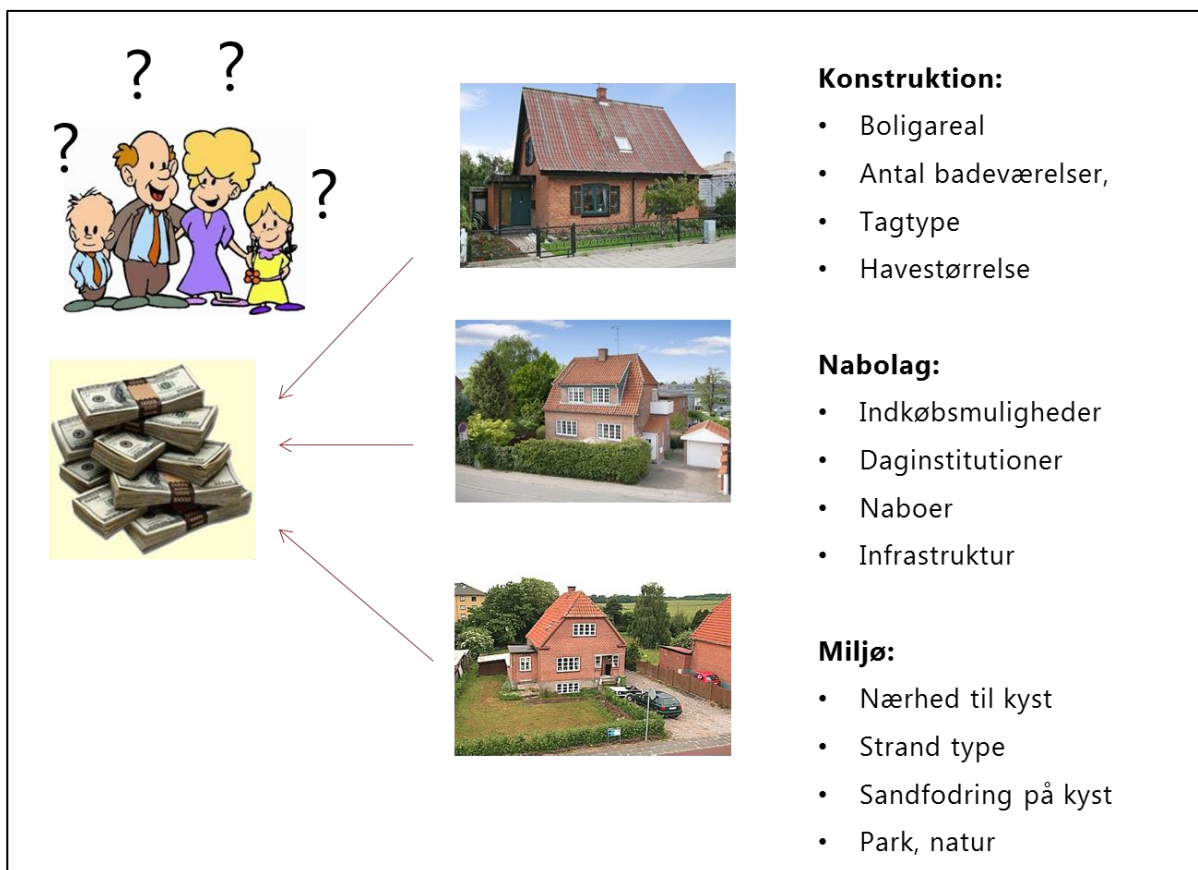 ?
?
?
?
Konstruktion:
• Boligareal
• Antal badeværelser,
• Tagtype
• Havestørrelse
Nabolag:
• Indkøbsmuligheder
• Daginstitutioner
• Naboer
• Infrastruktur
Miljø:
• Nærhed til kyst
• Strand type
• Sandfodring på kyst
• Park, natur